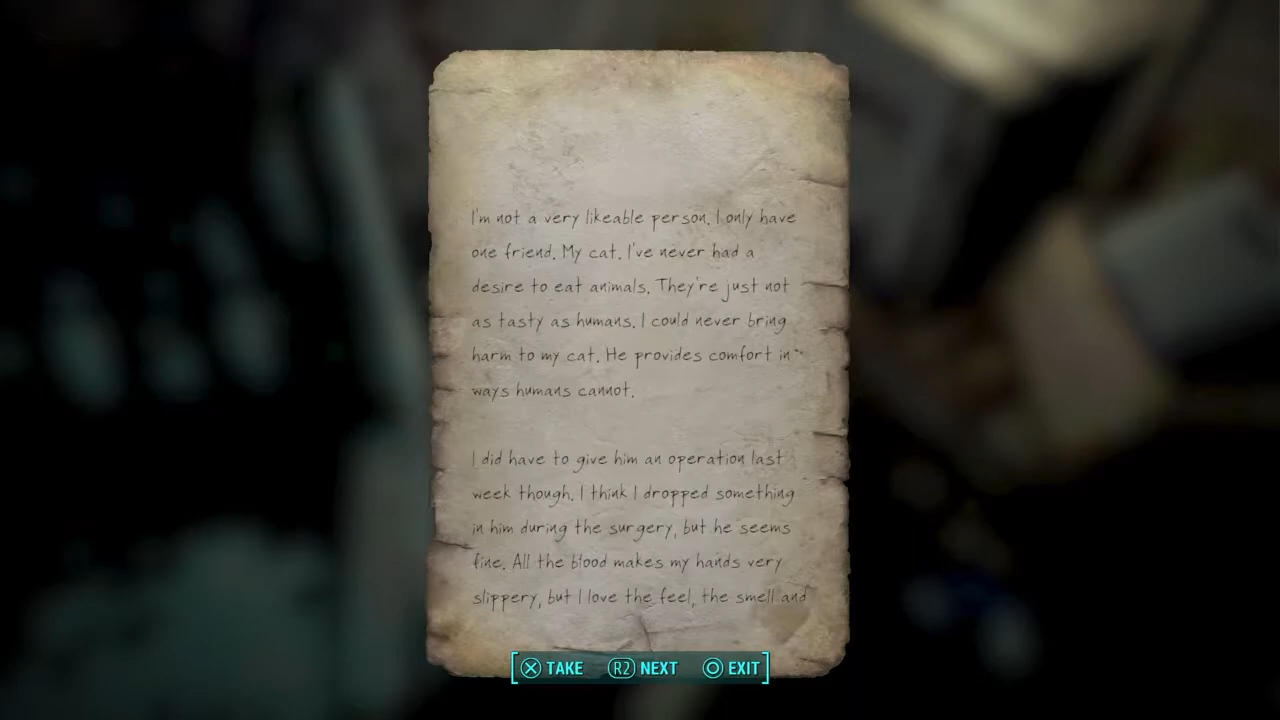 I'm not a very likeable person. I only have
one friend. My cat. I've never had a
desire to eat animals. They're just not
as tasty as humans. I could never bring
harm to my cat. He provides comfort in
ways humans cannot.
I did have to give him an operation last
week though. I think I dropped something
in him during the surgery, but he seems
fine. All the blood makes my hands very
slippery, but I love the feel, the smell and
TAKE R2 NEXT EXIT